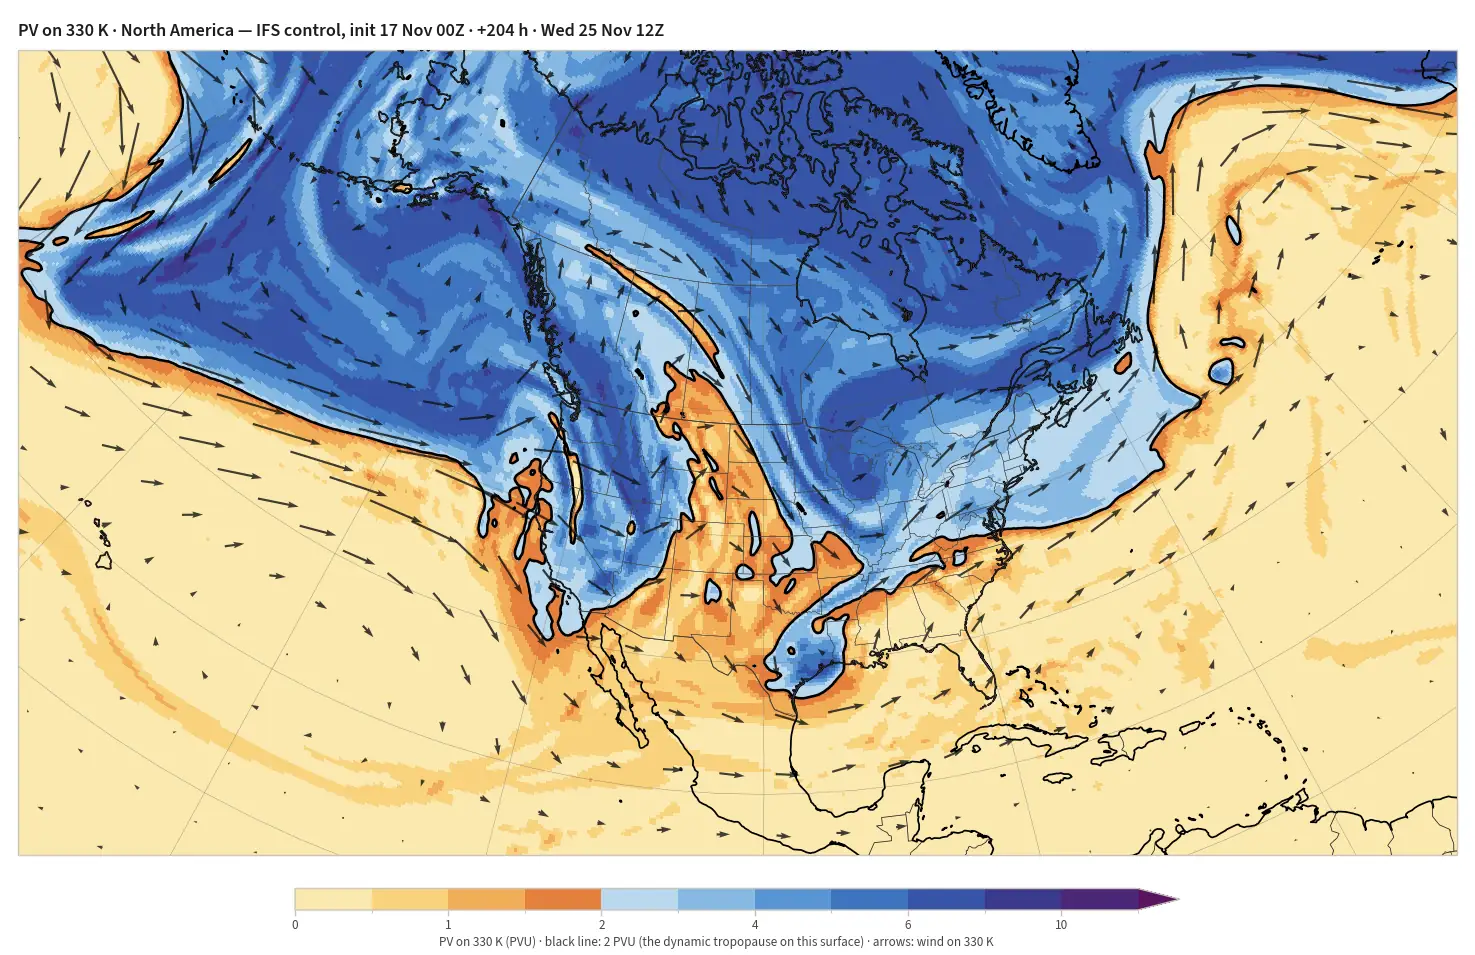 PV on 330 K · North America — IFS control, init 17 Nov 00Z · +204 h · Wed 25 Nov 12Z
0 1 2 4 6 10
PV on 330 K (PVU) · black line: 2 PVU (the dynamic tropopause on this surface) · arrows: wind on 330 K